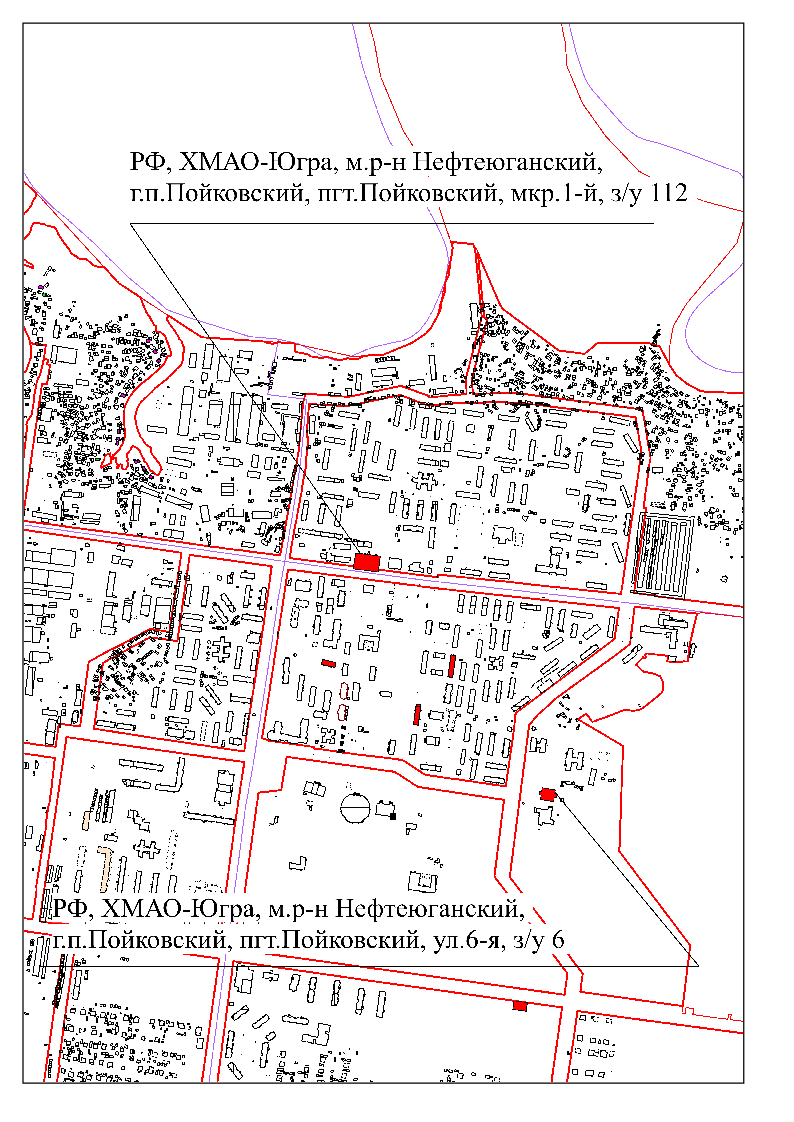 РФ, ХМАО-Югра, м.р-н Нефтеюганский,
г.п.Пойковский, пгт.Пойковский, мкр.1-й, з/у 112
РФ, ХМАО-Югра, м.р-н Нефтеюганский,
г.п.Пойковский, пгт.Пойковский, ул.6-я, з/у 6